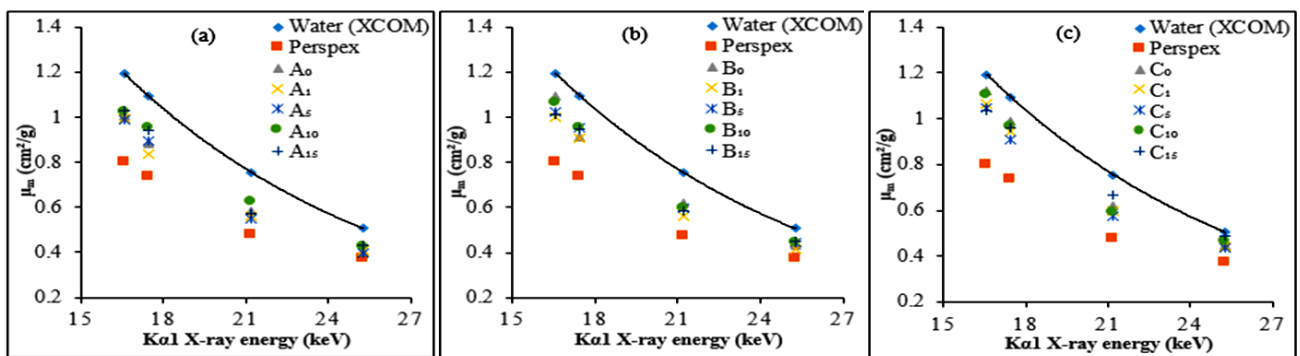 (a)
Water (XCOM)
Perspex
A₀
A₁
A₅
A₁₀
A₁₅
1.4
1.2
1
0.8
0.6
0.4
0.2
μm (cm²/g)
15 18 21 24 27
Kα1 X-ray energy (keV)
(b)
Water (XCOM)
Perspex
B₀
B₁
B₅
B₁₀
B₁₅
1.4
1.2
1
0.8
0.6
0.4
0.2
μm (cm²/g)
15 18 21 24 27
Kα1 X-ray energy (keV)
(c)
Water (XCOM)
Perspex
C₀
C₁
C₅
C₁₀
C₁₅
1.4
1.2
1
0.8
0.6
0.4
0.2
μm (cm²/g)
15 18 21 24 27
Kα1 X-ray energy (keV)